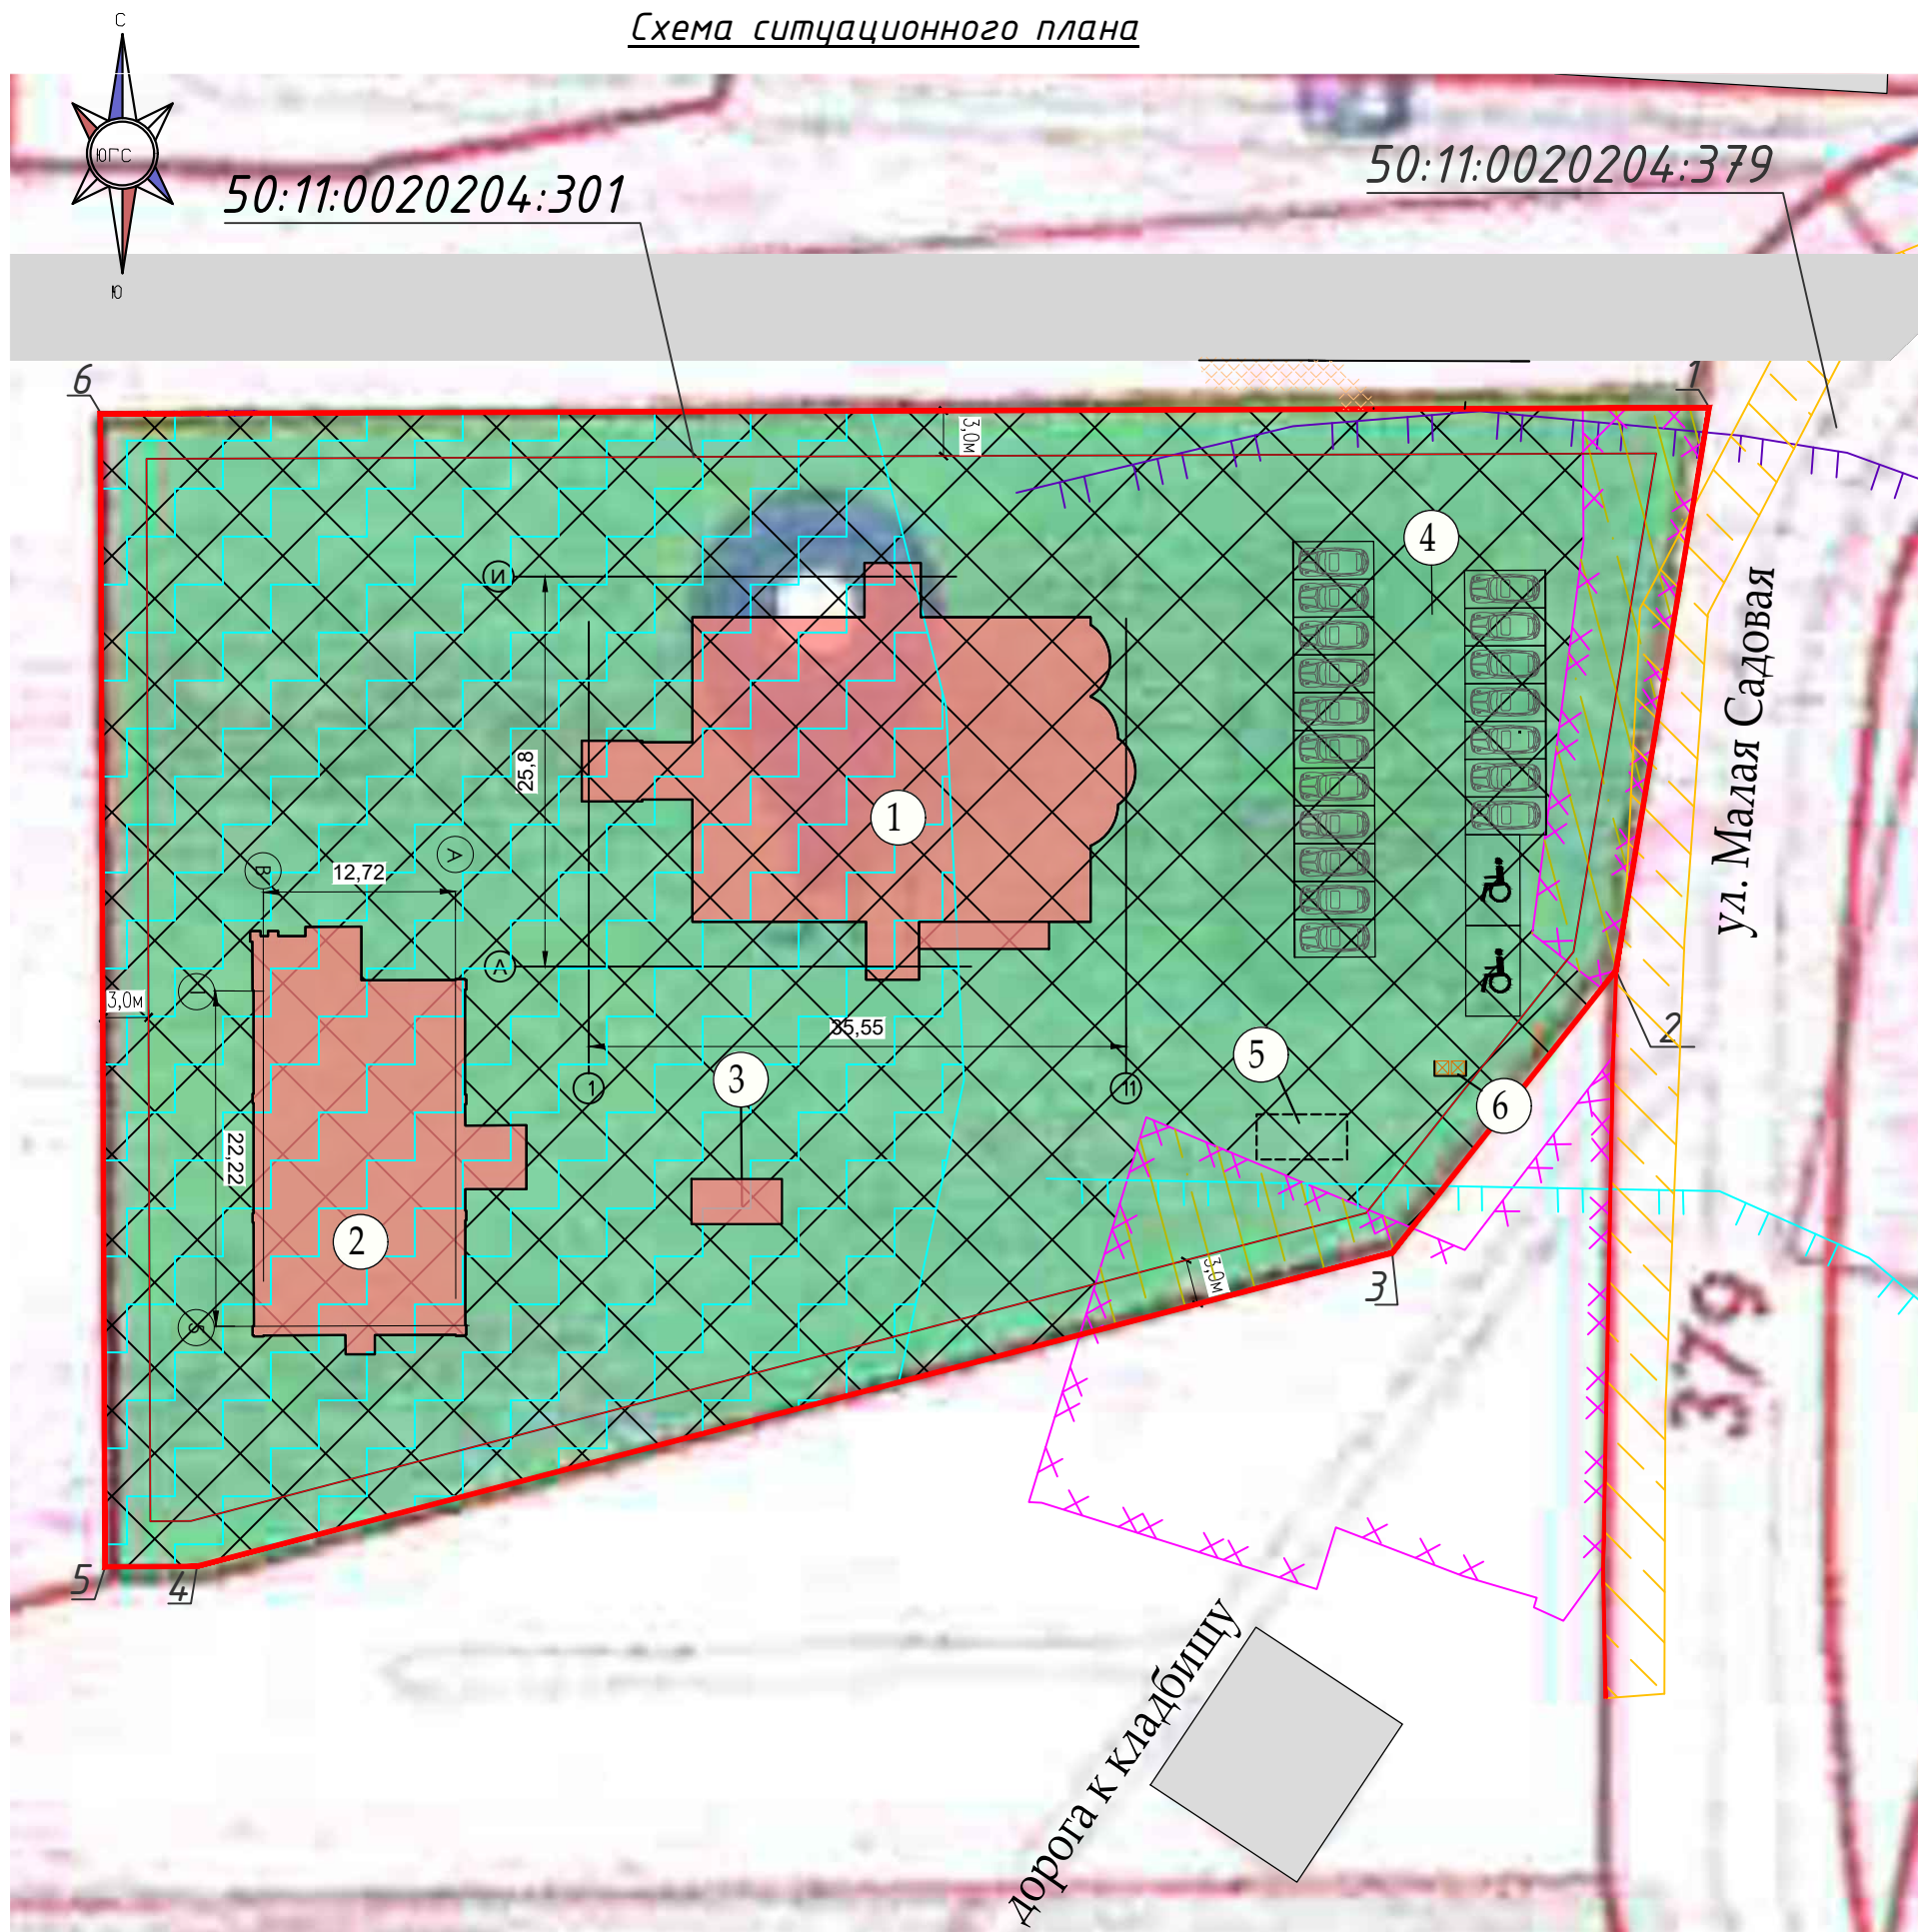 Схема ситуационного плана
С
ЮГС
Ю
50:11:0020204:301
50:11:0020204:379
6
1
3,0м
И
4
25,8
1
А
В
12,72
А
3,0м
35,55
1
11
3
5
2
6
22,22
2
3,0м
3
5
4
ул. Малая Садовая
379
дорога к кладбищу